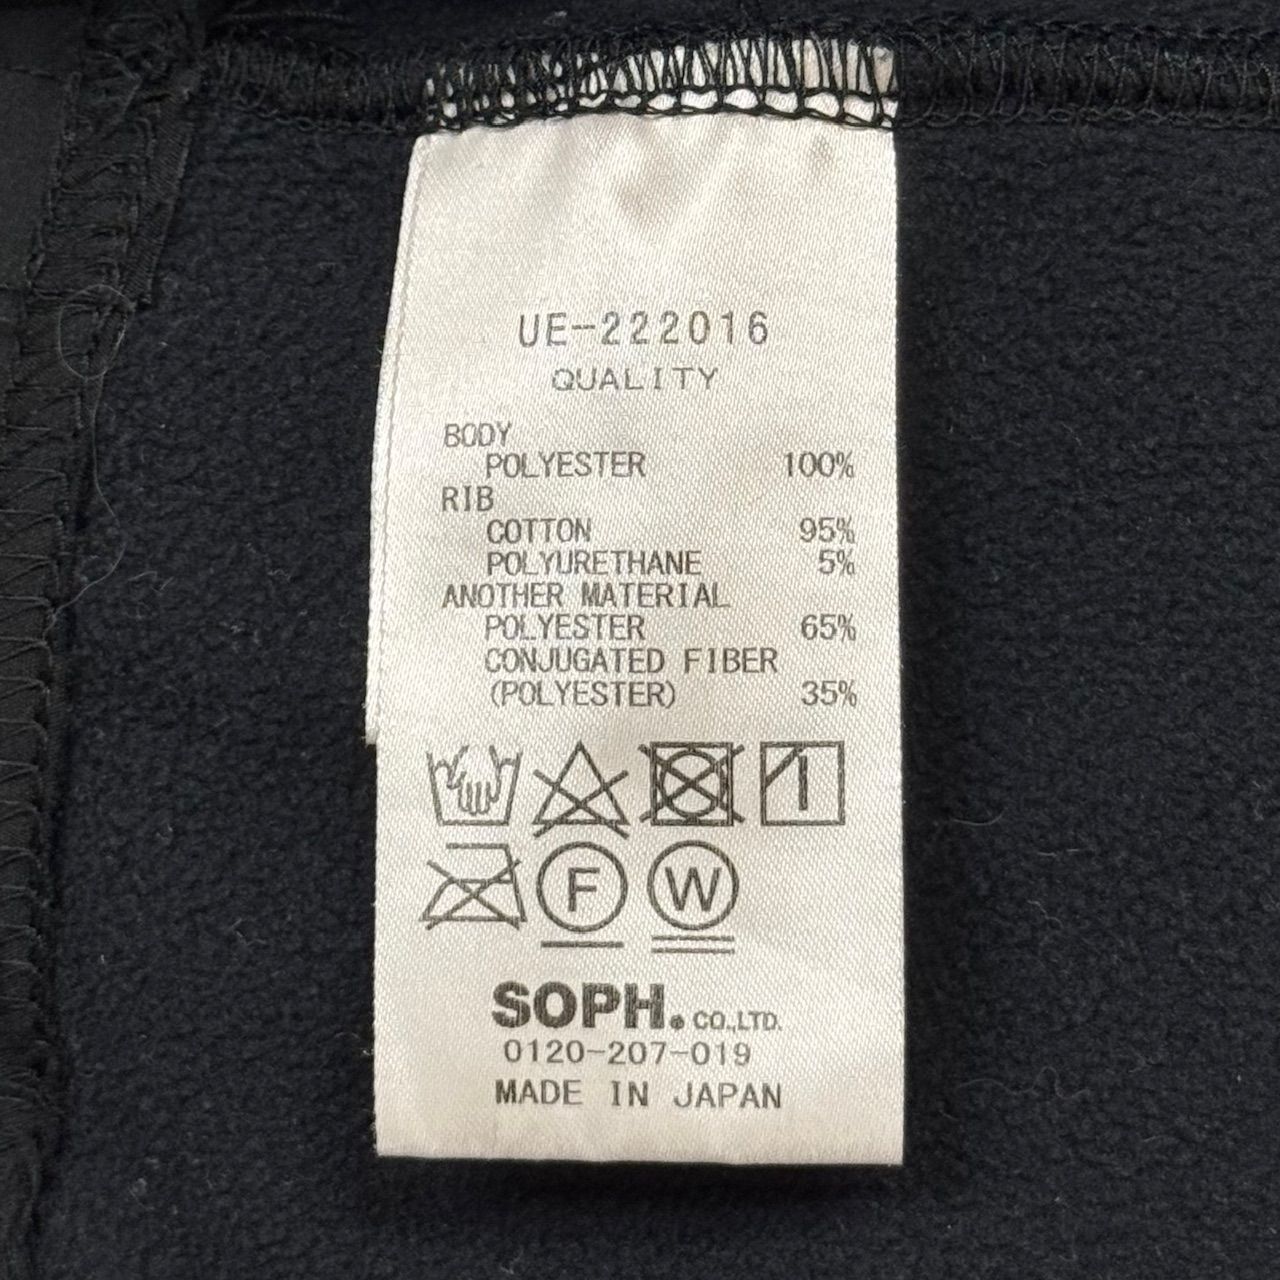 UE-222016
QUALITY
BODY
POLYESTER 100%
RIB
COTTON 95%
POLYURETHANE 5%
ANOTHER MATERIAL
POLYESTER 65%
CONJUGATED FIBER
(POLYESTER) 35%
F W
SOPH. CO.,LTD.
0120-207-019
MADE IN JAPAN